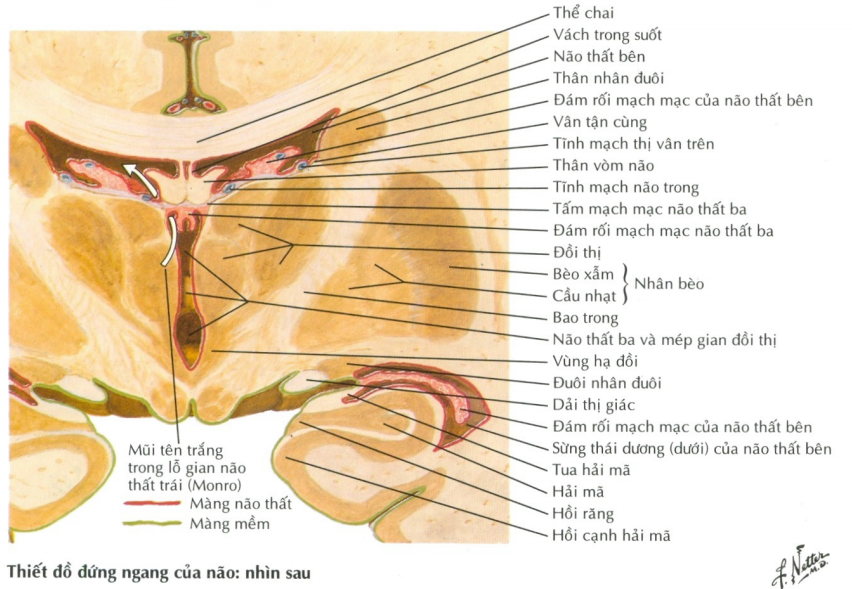 Thể chai
Vách trong suốt
Não thất bên
Thân nhân đuôi
Đám rối mạch mạc của não thất bên
Vân tận cùng
Tĩnh mạch thị vân trên
Thân vòm não
Tĩnh mạch não trong
Tấm mạch mạc não thất ba
Đám rối mạch mạc não thất ba
Đồi thị
Bèo xẫm
Cầu nhạt
Nhân bèo
Bao trong
Não thất ba và mép gian đồi thị
Vùng hạ đồi
Đuôi nhân đuôi
Dải thị giác
Đám rối mạch mạc của não thất bên
Sừng thái dương (dưới) của não thất bên
Tua hải mã
Hải mã
Hồi răng
Hồi cạnh hải mã
Mũi tên trắng
trong lỗ gian não
thất trái (Monro)
Màng não thất
Màng mềm
Thiết đồ đứng ngang của não: nhìn sau
F. Netter
M.D.